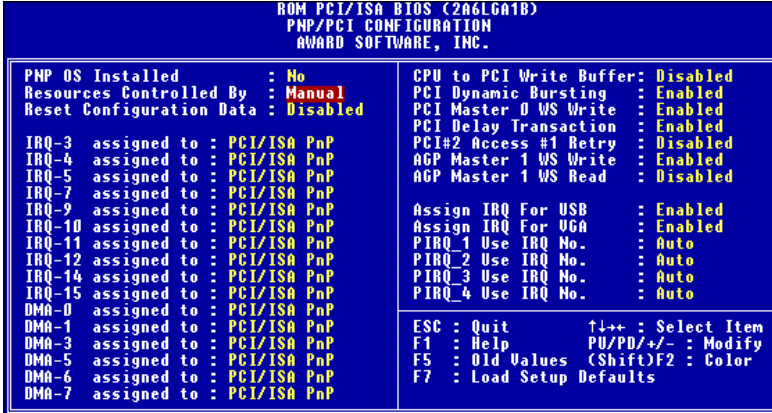 ROM PCI/ISA BIOS (2A6LGA1B)
PNP/PCI CONFIGURATION
AWARD SOFTWARE, INC.
PNP OS Installed : No
Resources Controlled By : Manual
Reset Configuration Data : Disabled
IRQ-3 assigned to : PCI/ISA PnP
IRQ-4 assigned to : PCI/ISA PnP
IRQ-5 assigned to : PCI/ISA PnP
IRQ-7 assigned to : PCI/ISA PnP
IRQ-9 assigned to : PCI/ISA PnP
IRQ-10 assigned to : PCI/ISA PnP
IRQ-11 assigned to : PCI/ISA PnP
IRQ-12 assigned to : PCI/ISA PnP
IRQ-14 assigned to : PCI/ISA PnP
IRQ-15 assigned to : PCI/ISA PnP
DMA-0 assigned to : PCI/ISA PnP
DMA-1 assigned to : PCI/ISA PnP
DMA-3 assigned to : PCI/ISA PnP
DMA-5 assigned to : PCI/ISA PnP
DMA-6 assigned to : PCI/ISA PnP
DMA-7 assigned to : PCI/ISA PnP
CPU to PCI Write Buffer: Disabled
PCI Dynamic Bursting : Enabled
PCI Master 0 WS Write : Enabled
PCI Delay Transaction : Enabled
PCI#2 Access #1 Retry : Disabled
AGP Master 1 WS Write : Enabled
AGP Master 1 WS Read : Disabled
Assign IRQ For USB : Enabled
Assign IRQ For VGA : Enabled
PIRQ_1 Use IRQ No. : Auto
PIRQ_2 Use IRQ No. : Auto
PIRQ_3 Use IRQ No. : Auto
PIRQ_4 Use IRQ No. : Auto
ESC : Quit ↑↓→← : Select Item
F1 : Help PU/PD/+/- : Modify
F5 : Old Values (Shift)F2 : Color
F7 : Load Setup Defaults